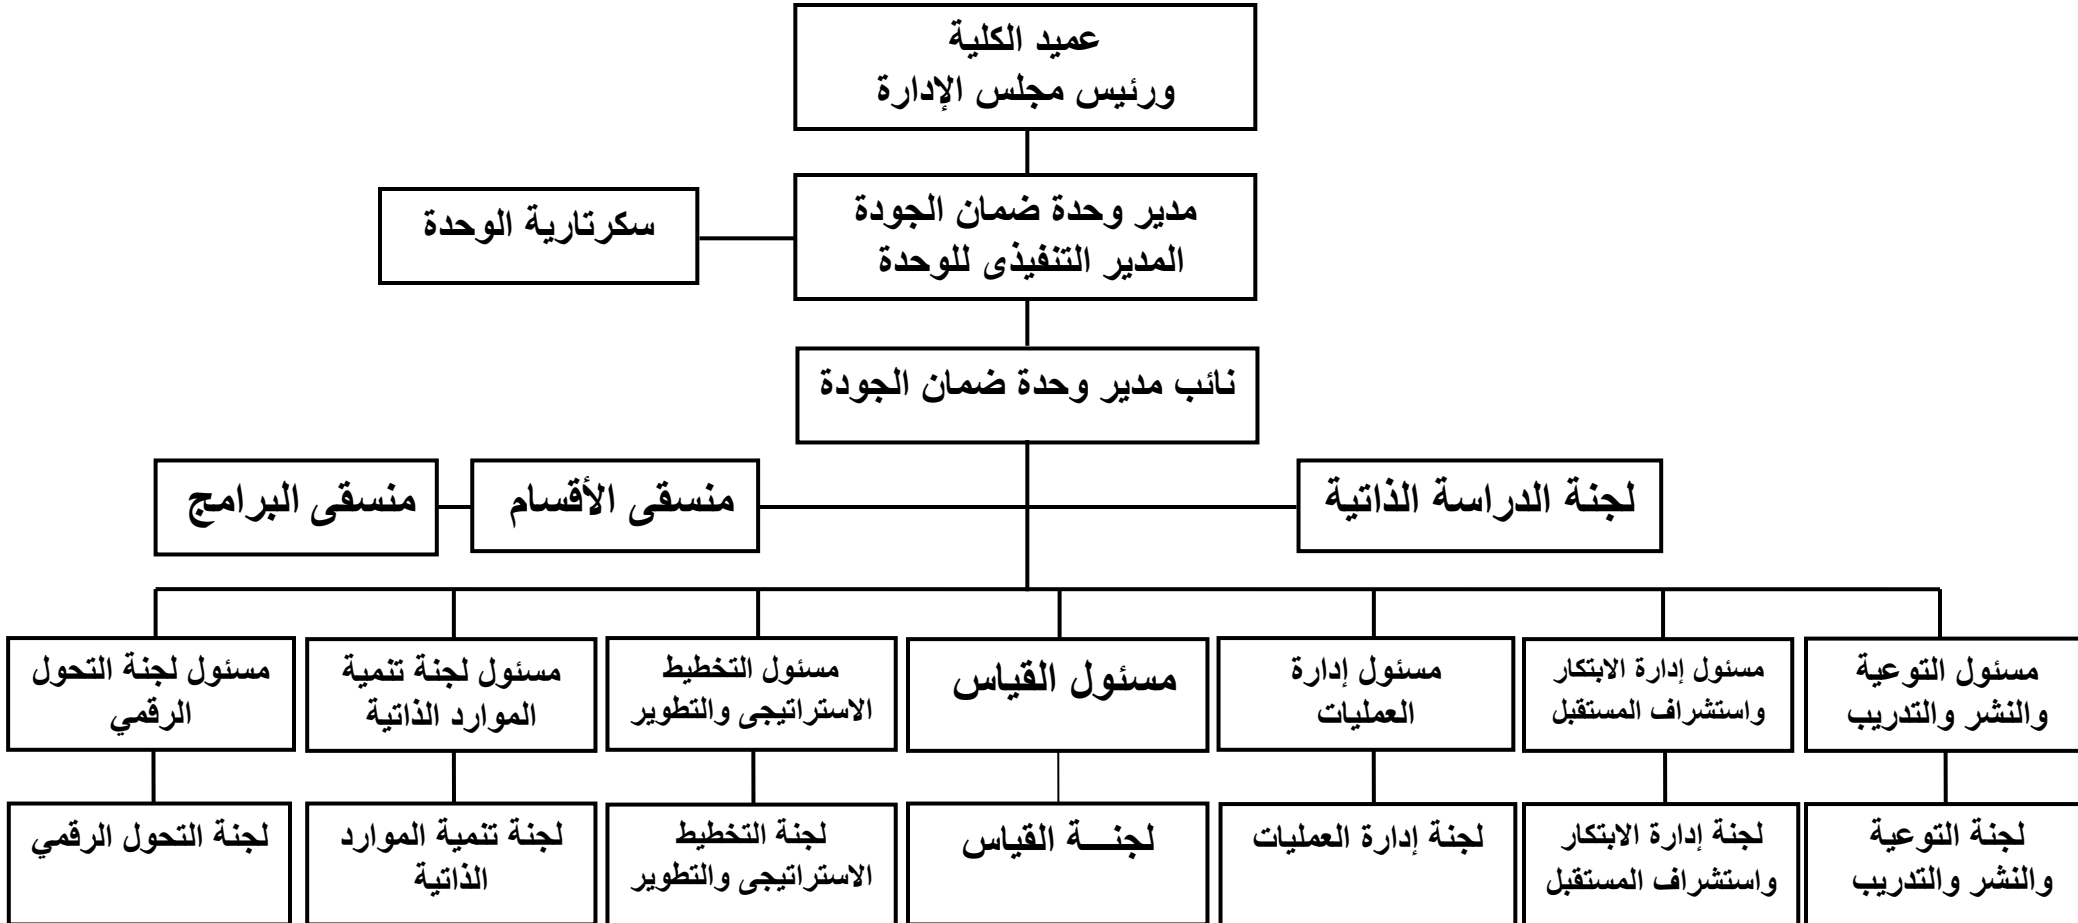 عميد الكلية
ورئيس مجلس الإدارة
مدير وحدة ضمان الجودة
المدير التنفيذى للوحدة
سكرتارية الوحدة
نائب مدير وحدة ضمان الجودة
لجنة الدراسة الذاتية
منسقى الأقسام
منسقى البرامج
مسئول التوعية
والنشر والتدريب
مسئول إدارة الابتكار
واستشراف المستقبل
مسئول إدارة
العمليات
مسئول القياس
مسئول التخطيط
الاستراتيجى والتطوير
مسئول لجنة تنمية
الموارد الذاتية
مسئول لجنة التحول
الرقمي
لجنة التوعية
والنشر والتدريب
لجنة إدارة الابتكار
واستشراف المستقبل
لجنة إدارة العمليات
لجنـــة القياس
لجنة التخطيط
الاستراتيجى والتطوير
لجنة تنمية الموارد
الذاتية
لجنة التحول الرقمي